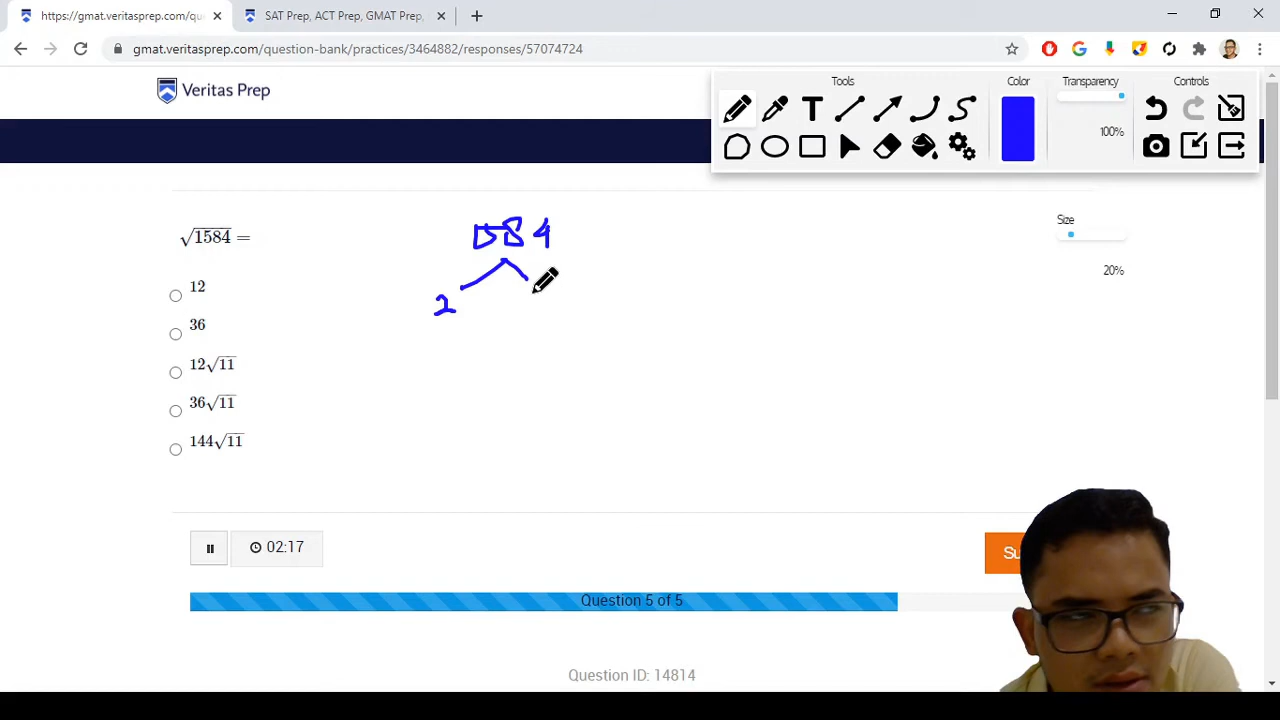 https://gmat.veritasprep.com/qu
SAT Prep, ACT Prep, GMAT Prep,
gmat.veritasprep.com/question-bank/practices/3464882/responses/57074724
Veritas Prep
Tools
Color
Transparency
Controls
100%
Size
20%
√1584 =
1584
2
12
36
12√11
36√11
144√11
02:17
Su
Question 5 of 5
Question ID: 14814